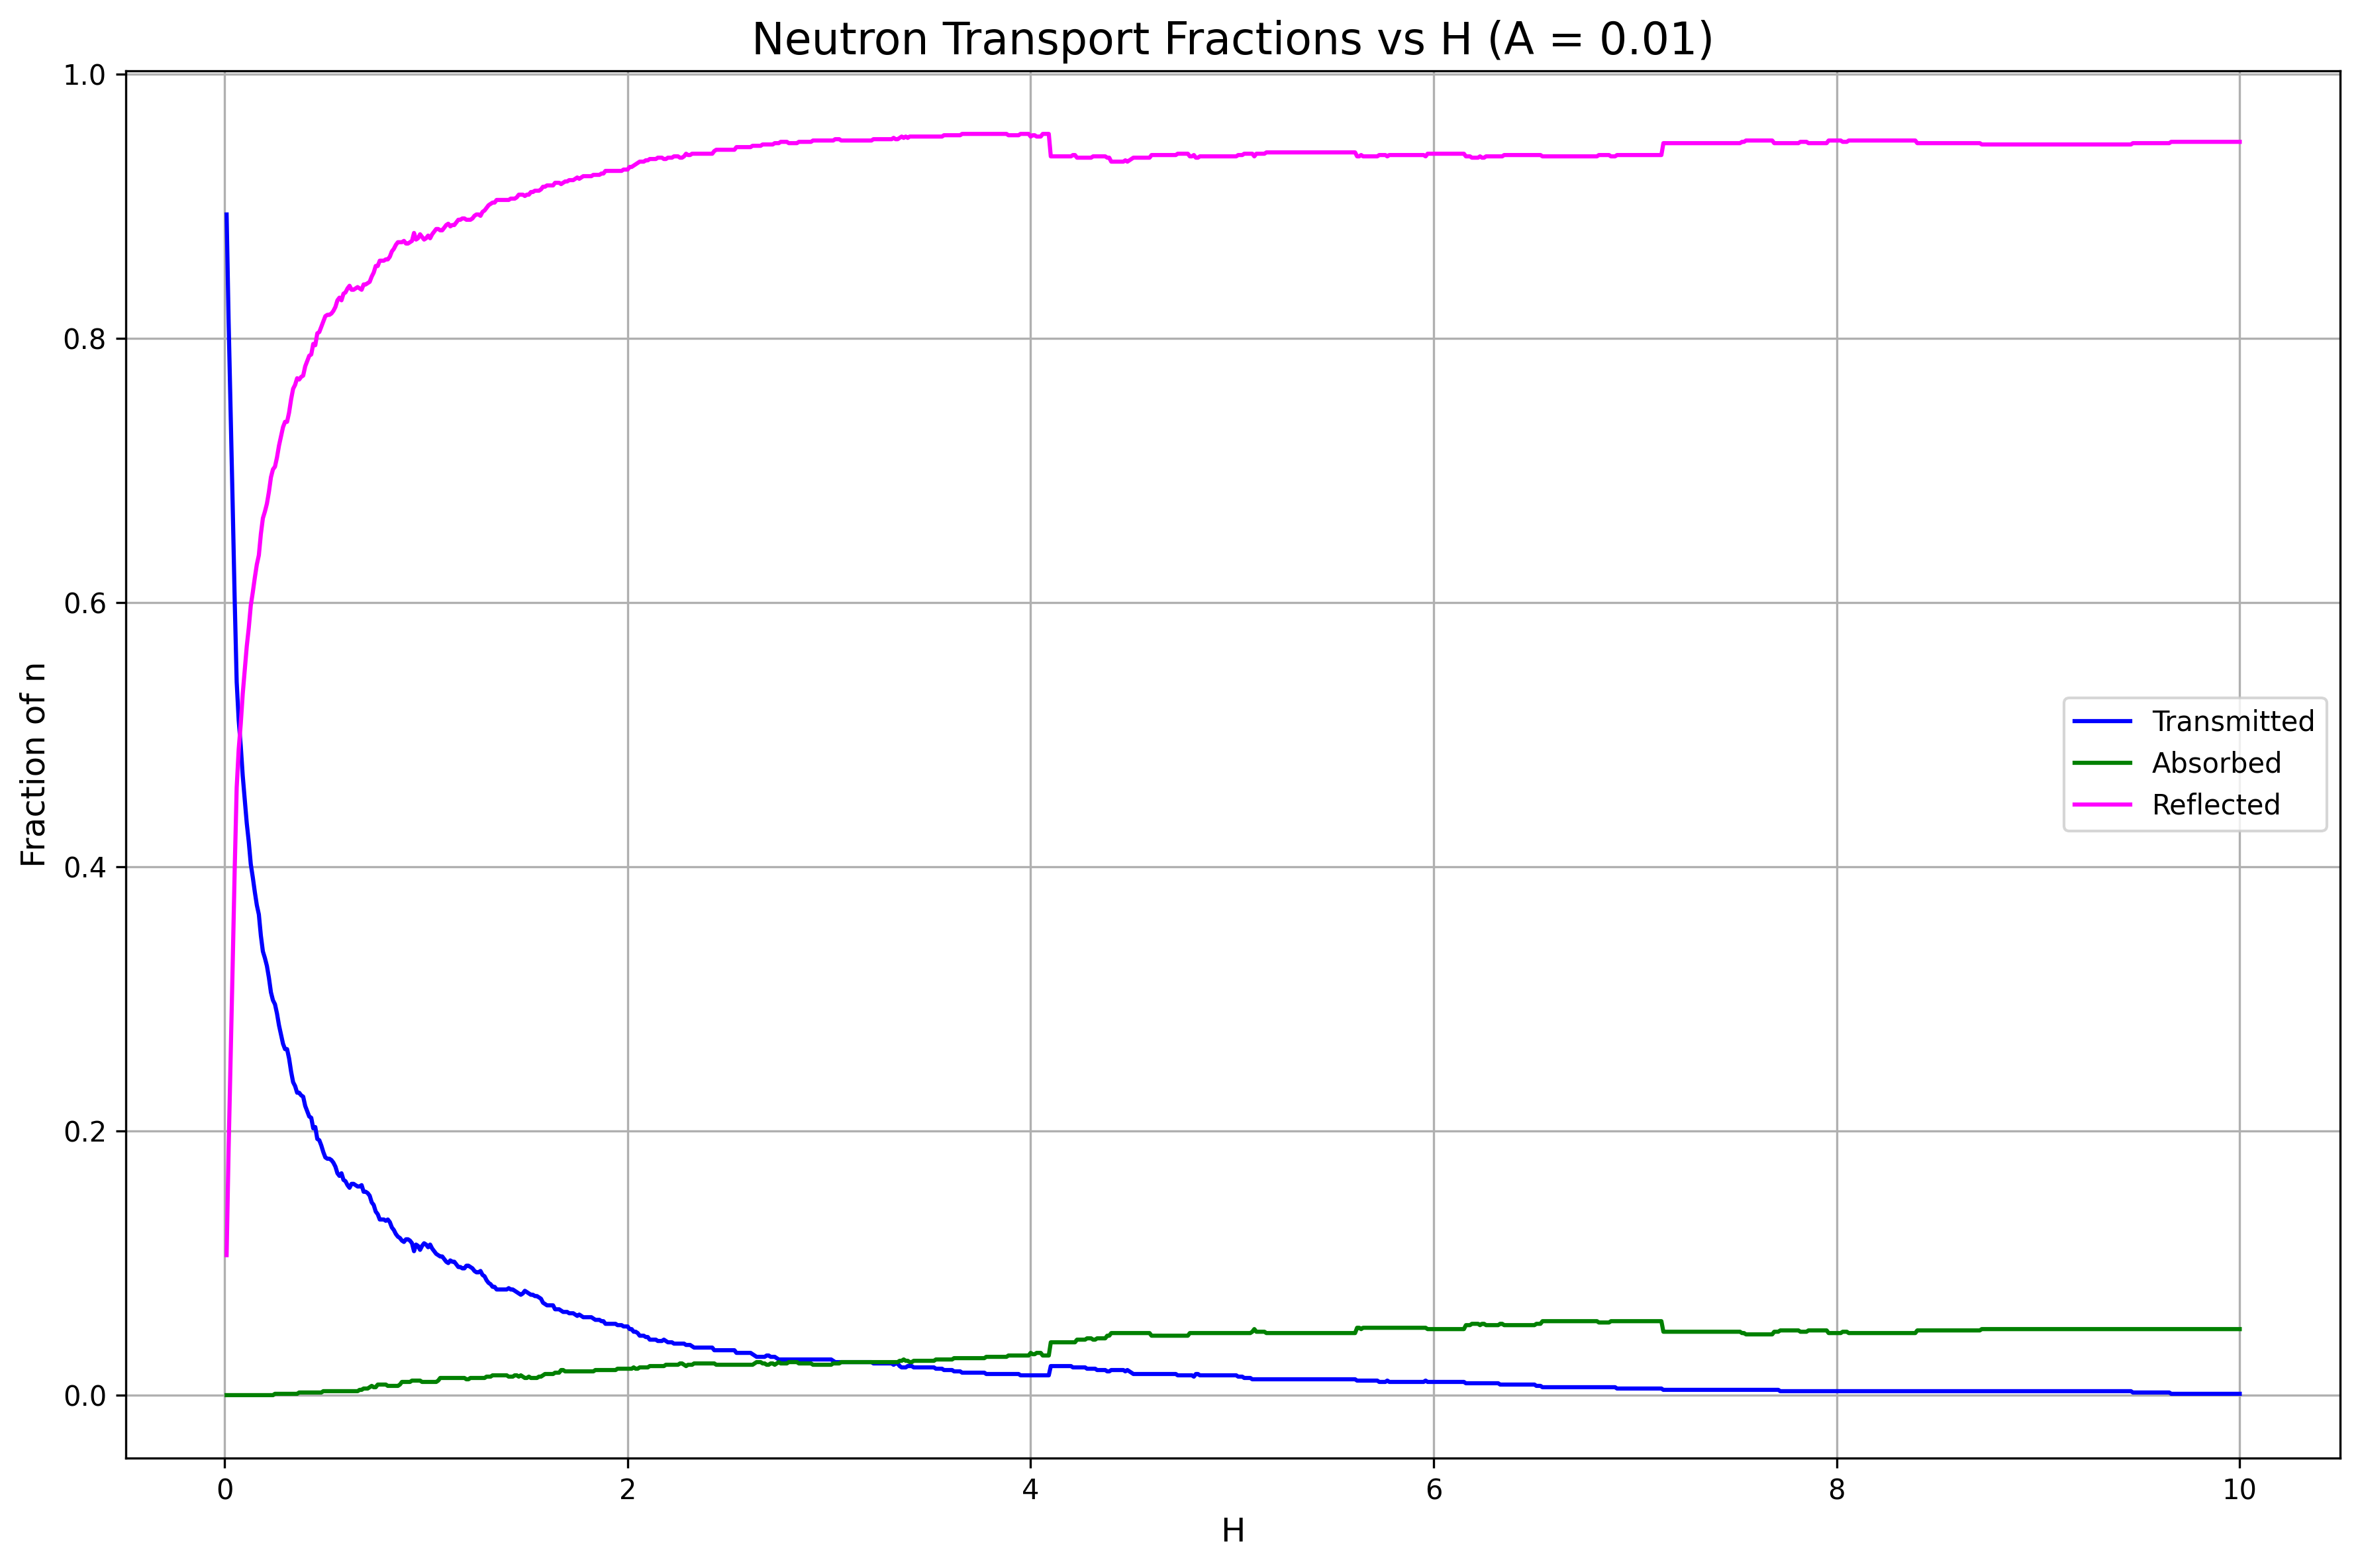 Neutron Transport Fractions vs H (A = 0.01)
1.0
0.8
0.6
0.4
0.2
0.0
Fraction of n
Transmitted
Absorbed
Reflected
0 2 4 6 8 10
H